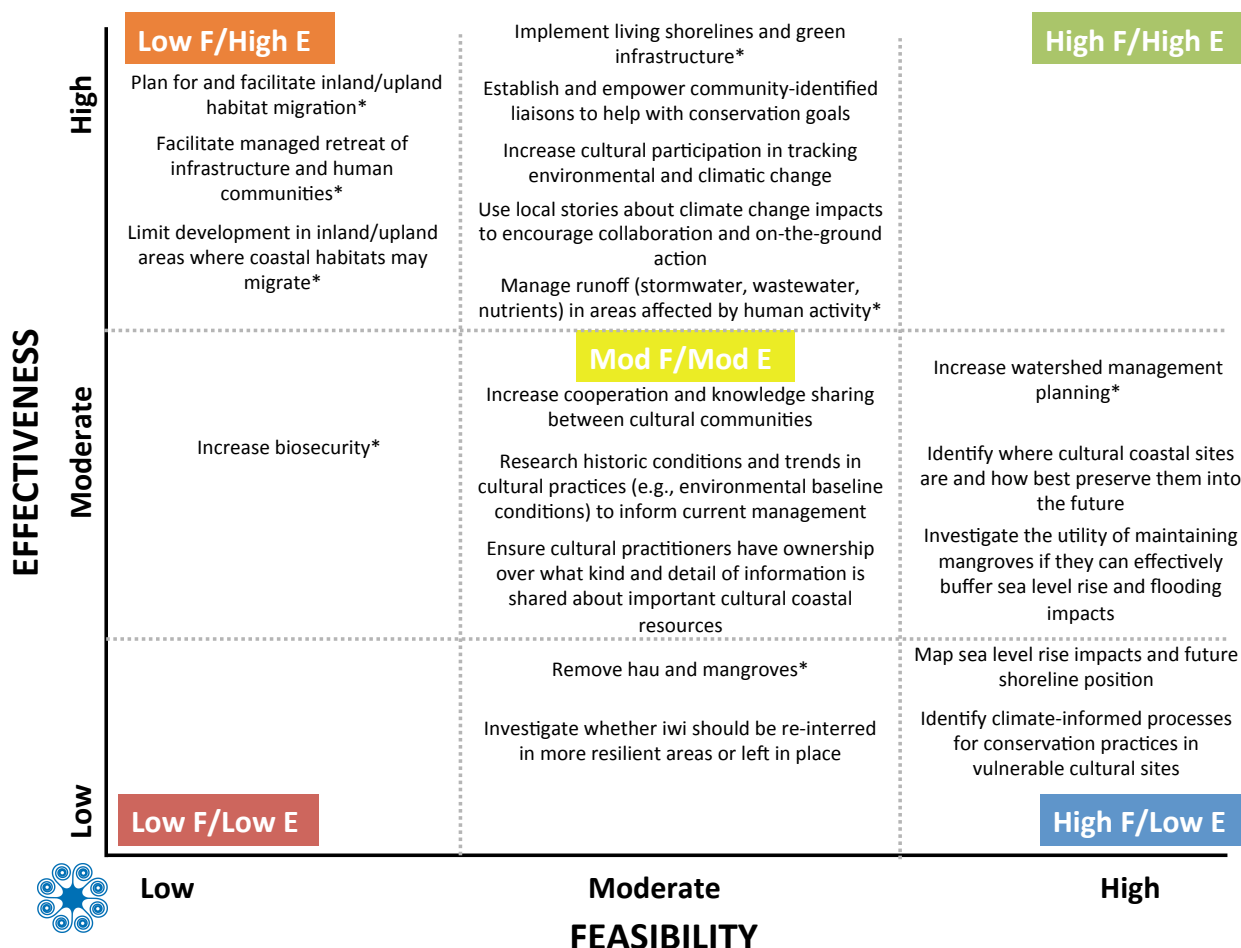 Low F/High E
Plan for and facilitate inland/upland
habitat migration*
Facilitate managed retreat of
infrastructure and human
communities*
Limit development in inland/upland
areas where coastal habitats may
migrate*
Implement living shorelines and green
infrastructure*
Establish and empower community-identified
liaisons to help with conservation goals
Increase cultural participation in tracking
environmental and climatic change
Use local stories about climate change impacts
to encourage collaboration and on-the-ground
action
Manage runoff (stormwater, wastewater,
nutrients) in areas affected by human activity*
High F/High E
High
EFFECTIVENESS
Moderate
Increase biosecurity*
Mod F/Mod E
Increase cooperation and knowledge sharing
between cultural communities
Research historic conditions and trends in
cultural practices (e.g., environmental baseline
conditions) to inform current management
Ensure cultural practitioners have ownership
over what kind and detail of information is
shared about important cultural coastal
resources
Increase watershed management
planning*
Identify where cultural coastal sites
are and how best preserve them into
the future
Investigate the utility of maintaining
mangroves if they can effectively
buffer sea level rise and flooding
impacts
Low
Low F/Low E
Remove hau and mangroves*
Investigate whether iwi should be re-interred
in more resilient areas or left in place
Map sea level rise impacts and future
shoreline position
Identify climate-informed processes
for conservation practices in
vulnerable cultural sites
High F/Low E
Low
Moderate
High
FEASIBILITY